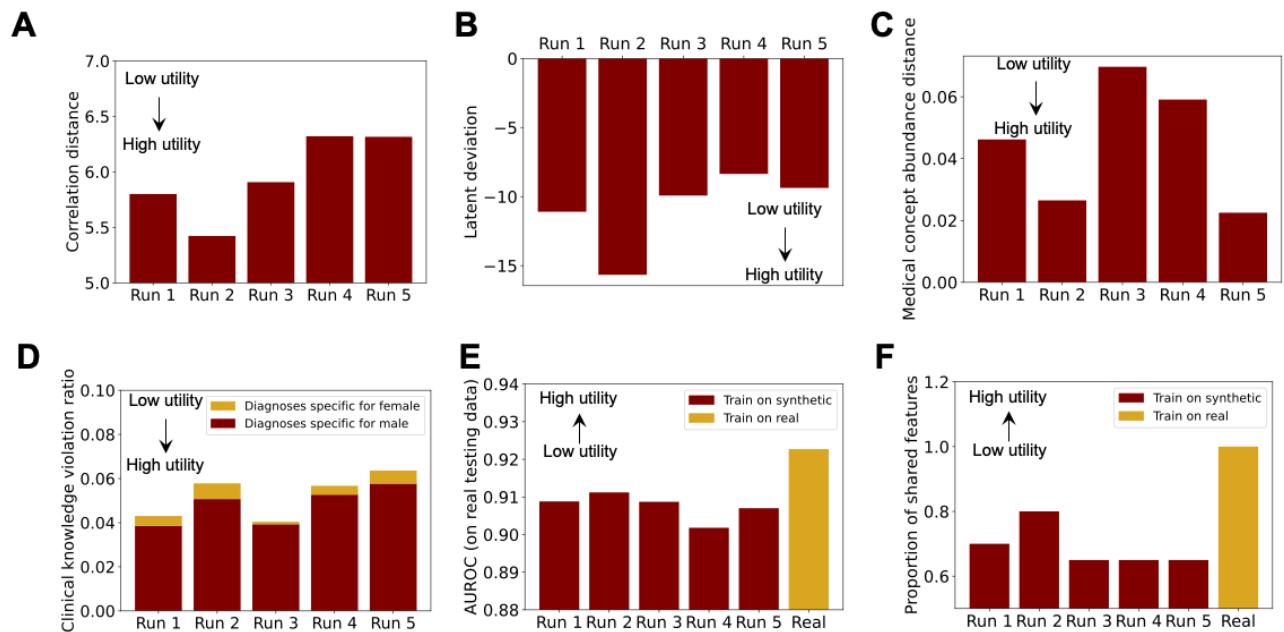 A
Correlation distance
7.0
6.5
6.0
5.5
5.0
Low utility
High utility
Run 1 Run 2 Run 3 Run 4 Run 5
B
Run 1 Run 2 Run 3 Run 4 Run 5
Latent deviation
0
−5
−10
−15
Low utility
High utility
C
Medical concept abundance distance
0.06
0.04
0.02
0.00
Low utility
High utility
Run 1 Run 2 Run 3 Run 4 Run 5
D
Clinical knowledge violation ratio
0.10
0.08
0.06
0.04
0.02
0.00
Low utility
High utility
Diagnoses specific for female
Diagnoses specific for male
Run 1 Run 2 Run 3 Run 4 Run 5
E
AUROC (on real testing data)
0.94
0.93
0.92
0.91
0.90
0.89
0.88
High utility
Low utility
Train on synthetic
Train on real
Run 1 Run 2 Run 3 Run 4 Run 5 Real
F
Proportion of shared features
1.2
1.0
0.8
0.6
High utility
Low utility
Train on synthetic
Train on real
Run 1 Run 2 Run 3 Run 4 Run 5 Real